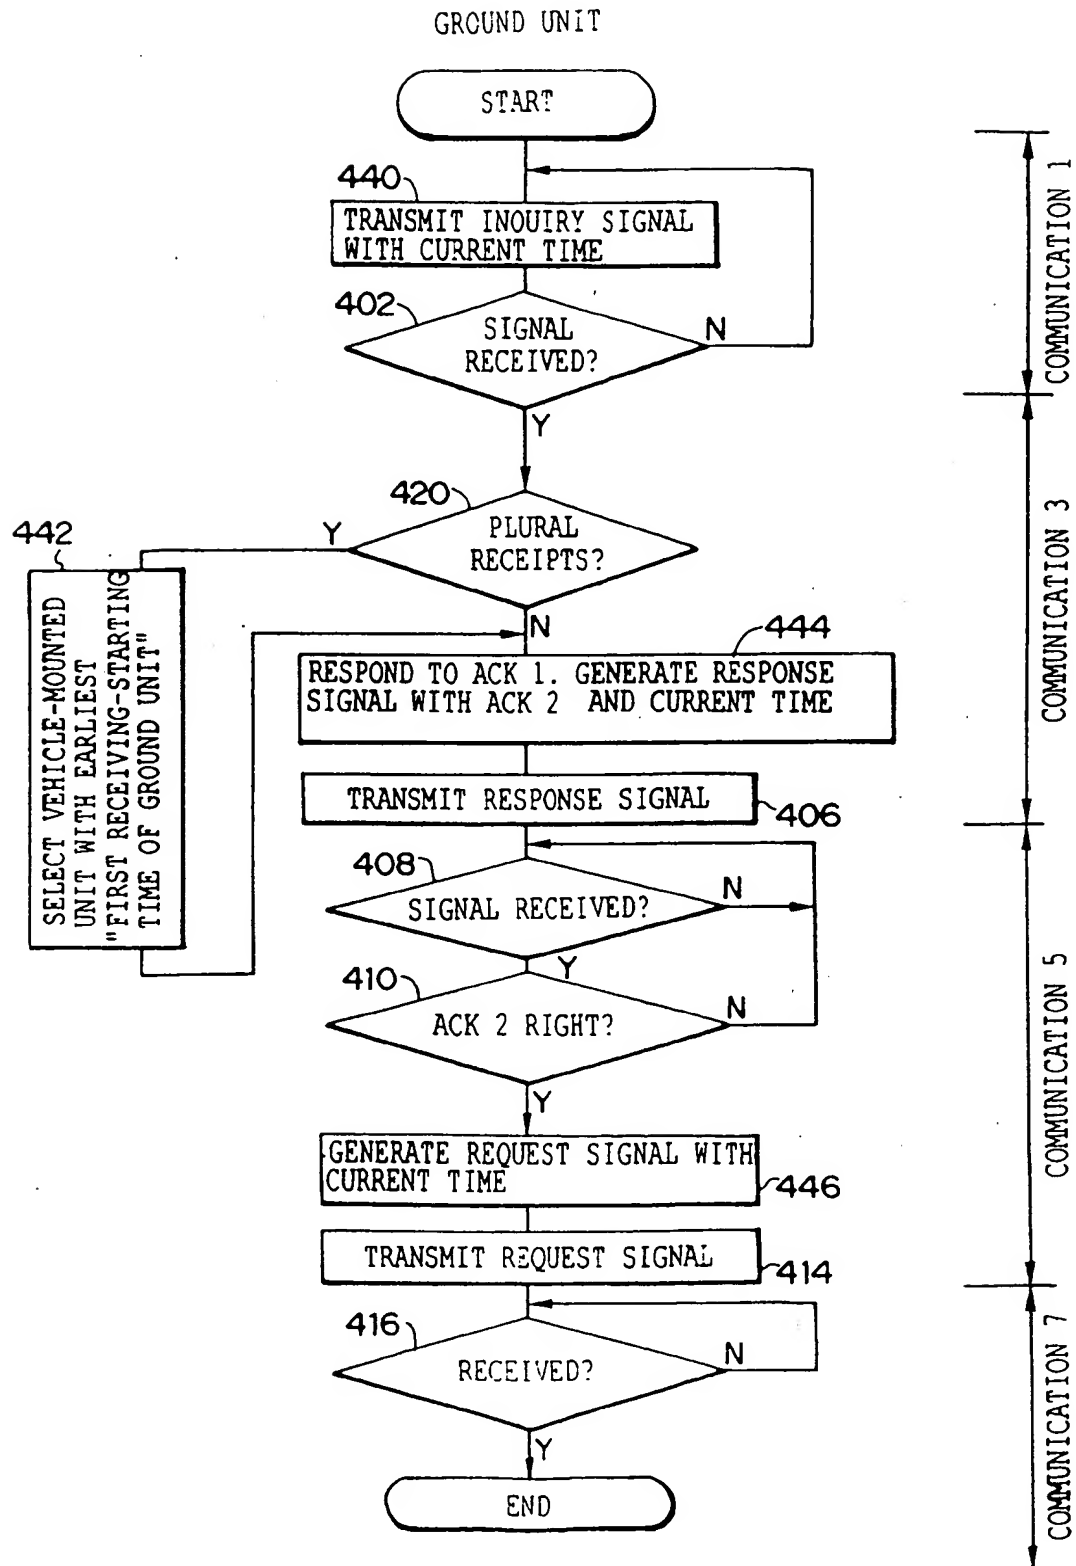 GROUND UNIT
START
440
TRANSMIT INOUIRY SIGNAL
WITH CURRENT TIME
402
SIGNAL
RECEIVED?
N
Y
COMMUNICATION 1
420
PLURAL
RECEIPTS?
Y
N
442
SELECT VEHICLE-MOUNTED
UNIT WITH EARLIEST
"FIRST RECEIVING-STARTING
TIME OF GROUND UNIT"
444
RESPOND TO ACK 1. GENERATE RESPONSE
SIGNAL WITH ACK 2 AND CURRENT TIME
TRANSMIT RESPONSE SIGNAL
406
COMMUNICATION 3
408
SIGNAL RECEIVED?
N
Y
410
ACK 2 RIGHT?
N
Y
GENERATE REQUEST SIGNAL WITH
CURRENT TIME
446
TRANSMIT REQUEST SIGNAL
414
COMMUNICATION 5
416
RECEIVED?
N
Y
END
COMMUNICATION 7